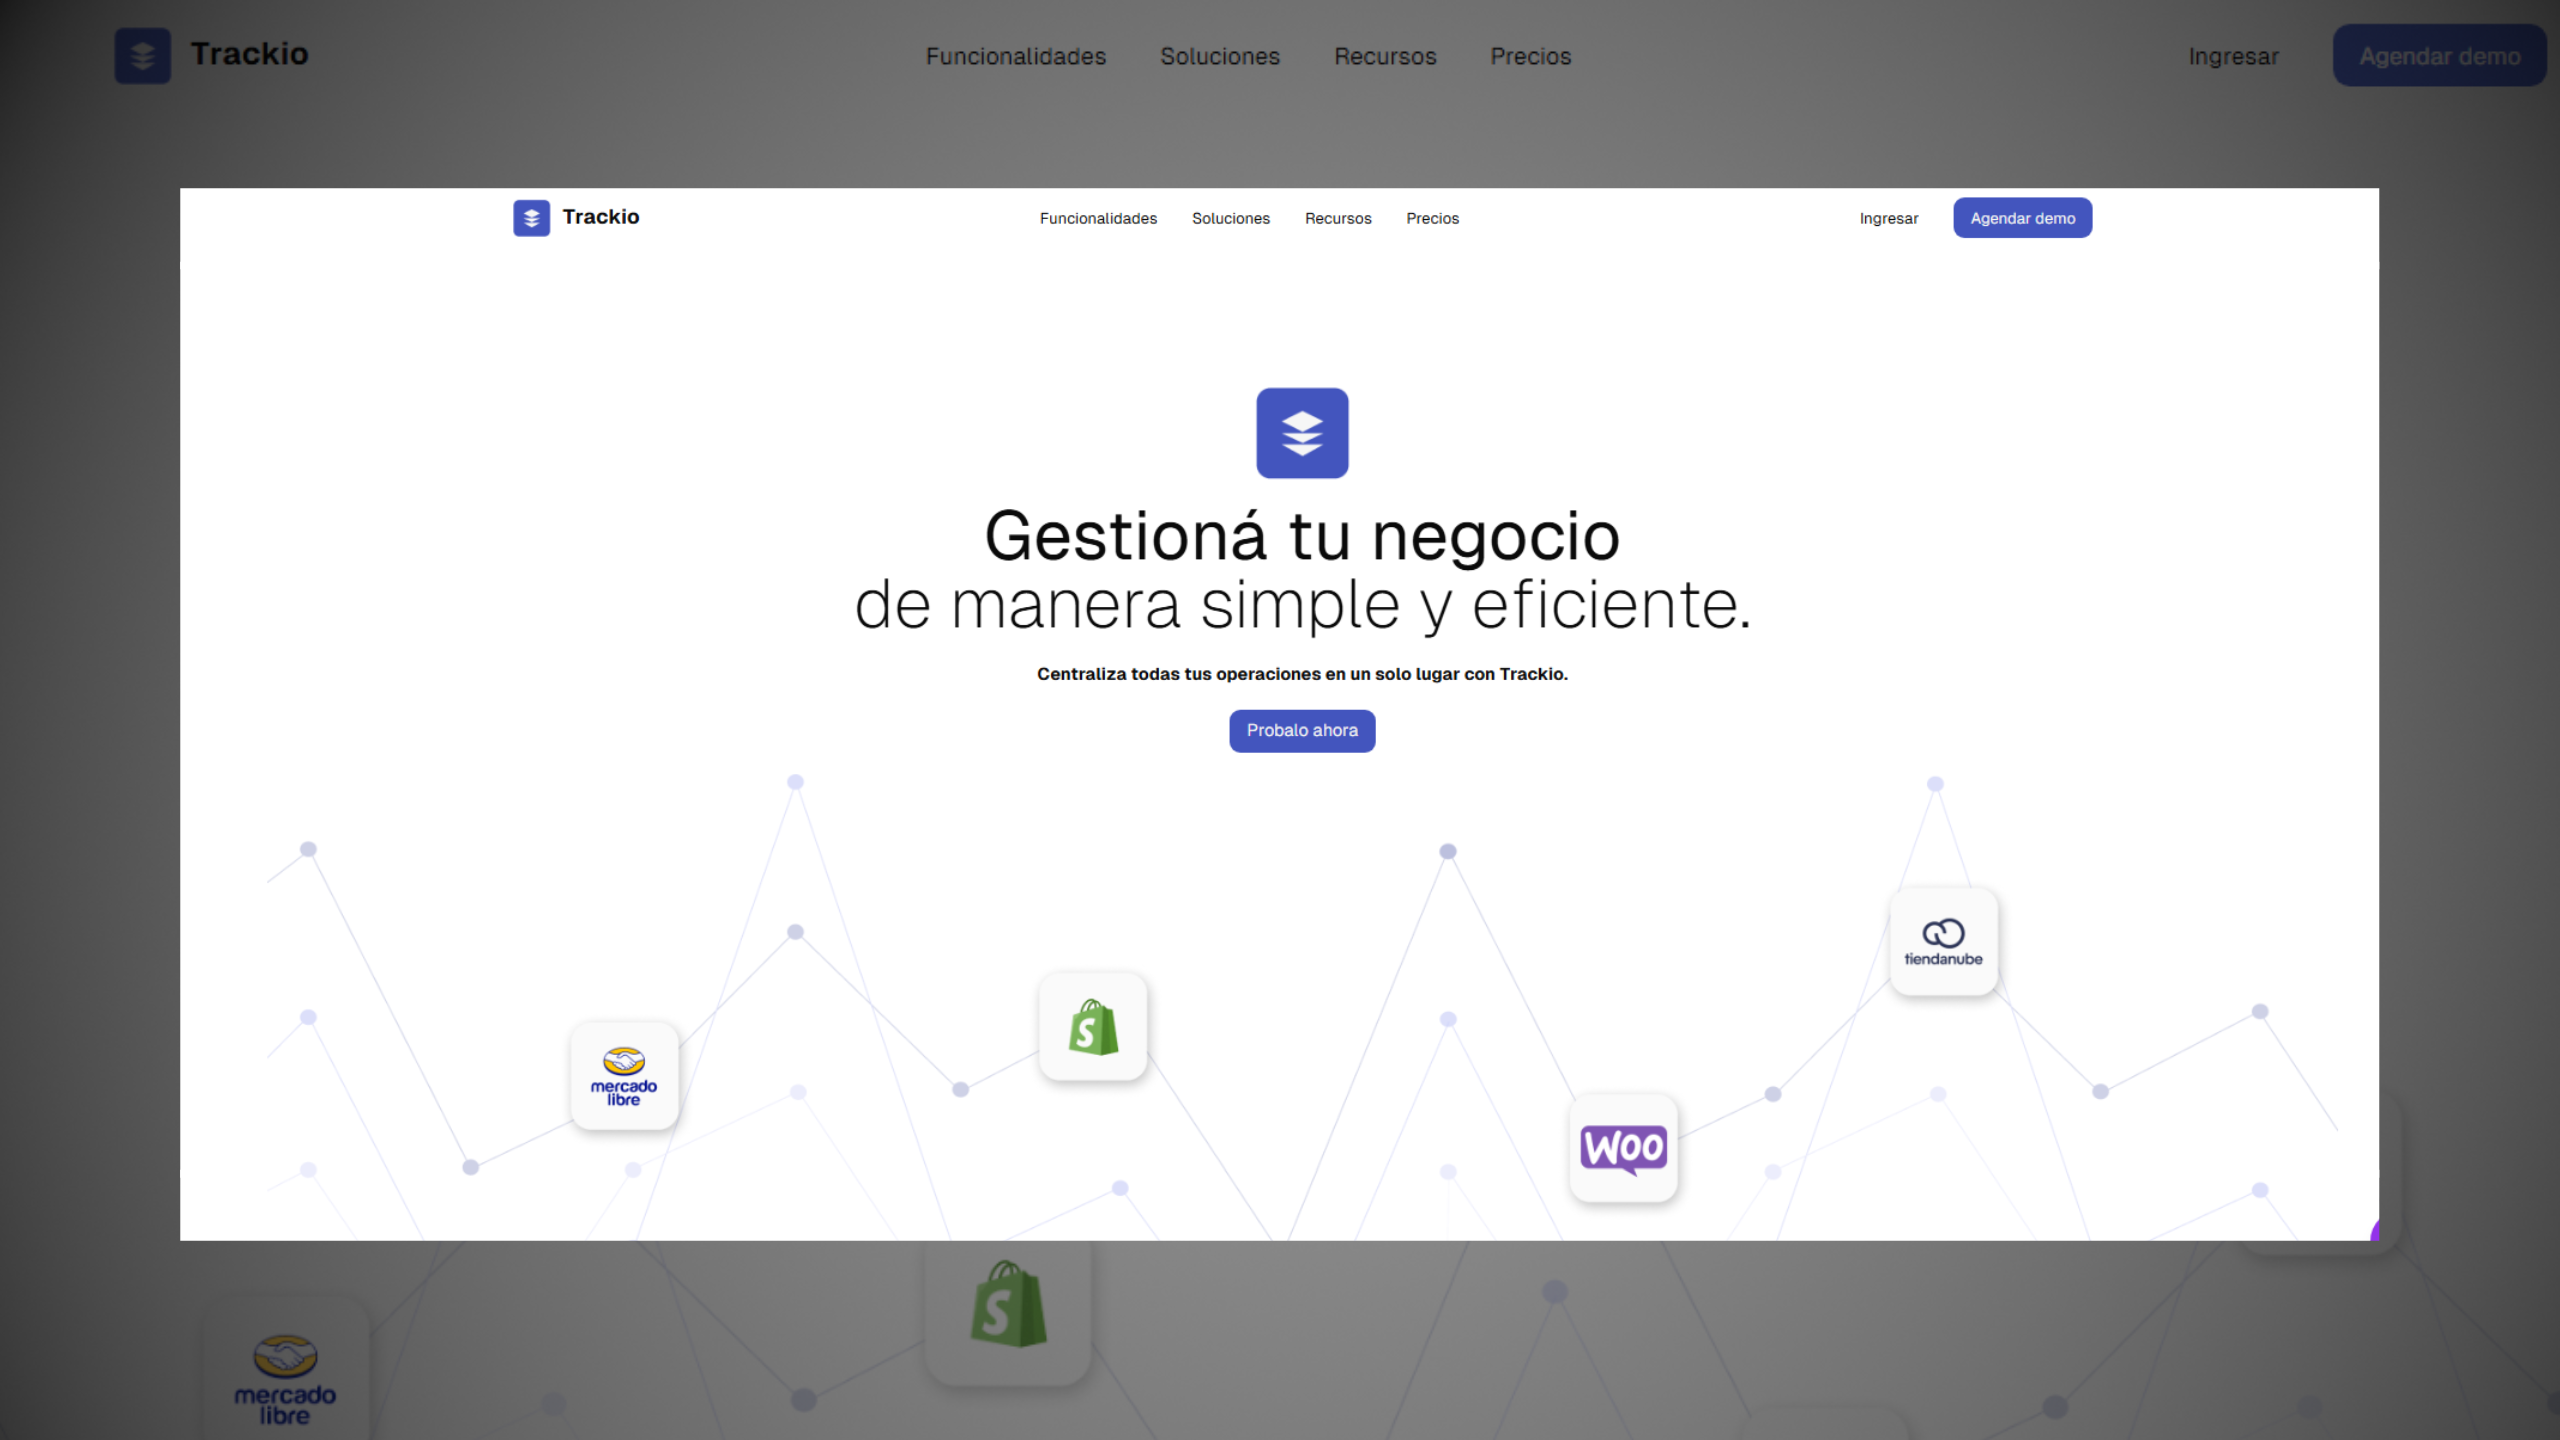 Trackio
Funcionalidades Soluciones Recursos Precios
Ingresar
Agendar demo
Trackio
Funcionalidades Soluciones Recursos Precios
Ingresar
Agendar demo
Gestioná tu negocio
de manera simple y eficiente.
Centraliza todas tus operaciones en un solo lugar con Trackio.
Probalo ahora
tiendanube
S
mercado
libre
WOO
S
mercado
libre